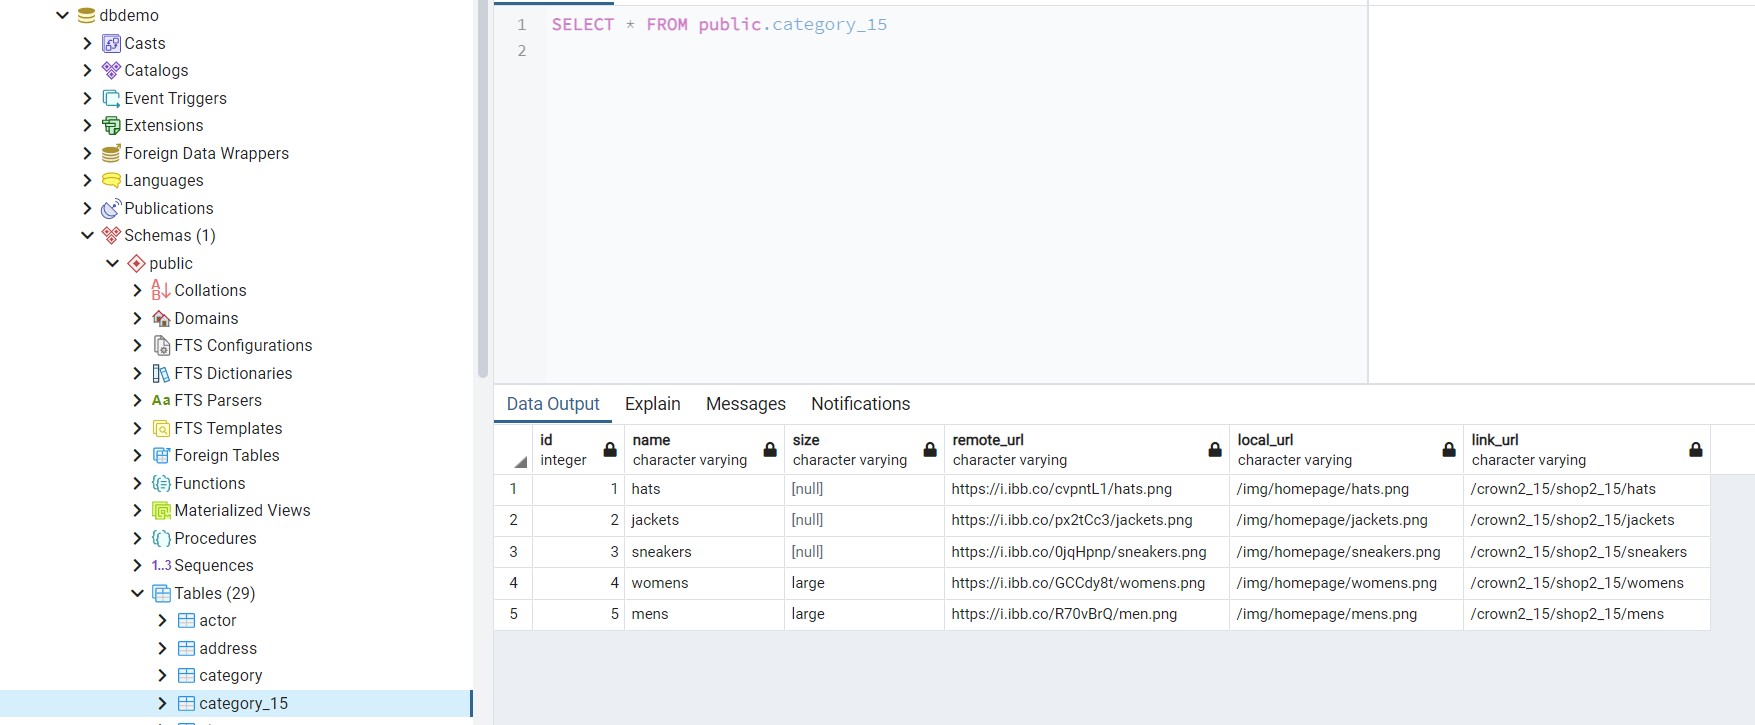 dbdemo
Casts
Catalogs
Event Triggers
Extensions
Foreign Data Wrappers
Languages
Publications
Schemas (1)
public
Collations
Domains
FTS Configurations
FTS Dictionaries
Aa FTS Parsers
FTS Templates
Foreign Tables
Functions
Materialized Views
Procedures
1..3 Sequences
Tables (29)
actor
address
category
category_15
1 SELECT * FROM public.category_15
2
Data Output Explain Messages Notifications
id name size remote_url local_url link_url
integer character varying character varying character varying character varying character varying
1 1 hats [null] https://i.ibb.co/cvpntL1/hats.png /img/homepage/hats.png /crown2_15/shop2_15/hats
2 2 jackets [null] https://i.ibb.co/px2tCc3/jackets.png /img/homepage/jackets.png /crown2_15/shop2_15/jackets
3 3 sneakers [null] https://i.ibb.co/0jqHpnp/sneakers.png /img/homepage/sneakers.png /crown2_15/shop2_15/sneakers
4 4 womens large https://i.ibb.co/GCCdy8t/womens.png /img/homepage/womens.png /crown2_15/shop2_15/womens
5 5 mens large https://i.ibb.co/R70vBrQ/men.png /img/homepage/mens.png /crown2_15/shop2_15/mens